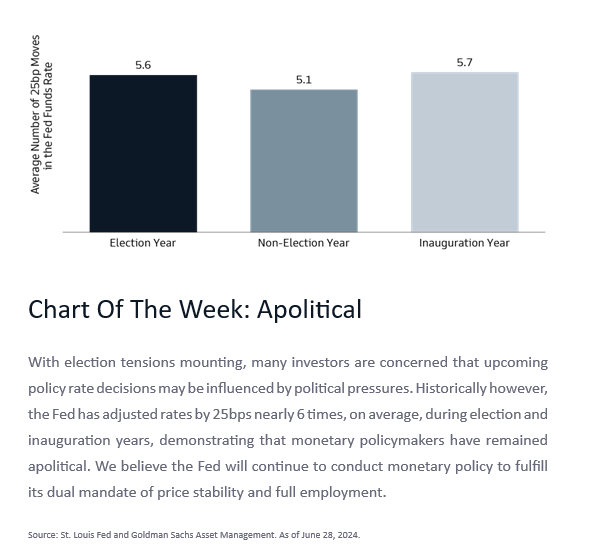 Average Number of 25bp Moves
in the Fed Funds Rate
5.6
5.1
5.7
Election Year
Non-Election Year
Inauguration Year
Chart Of The Week: Apolitical
With election tensions mounting, many investors are concerned that upcoming
policy rate decisions may be influenced by political pressures. Historically however,
the Fed has adjusted rates by 25bps nearly 6 times, on average, during election and
inauguration years, demonstrating that monetary policymakers have remained
apolitical. We believe the Fed will continue to conduct monetary policy to fulfill
its dual mandate of price stability and full employment.
Source: St. Louis Fed and Goldman Sachs Asset Management. As of June 28, 2024.